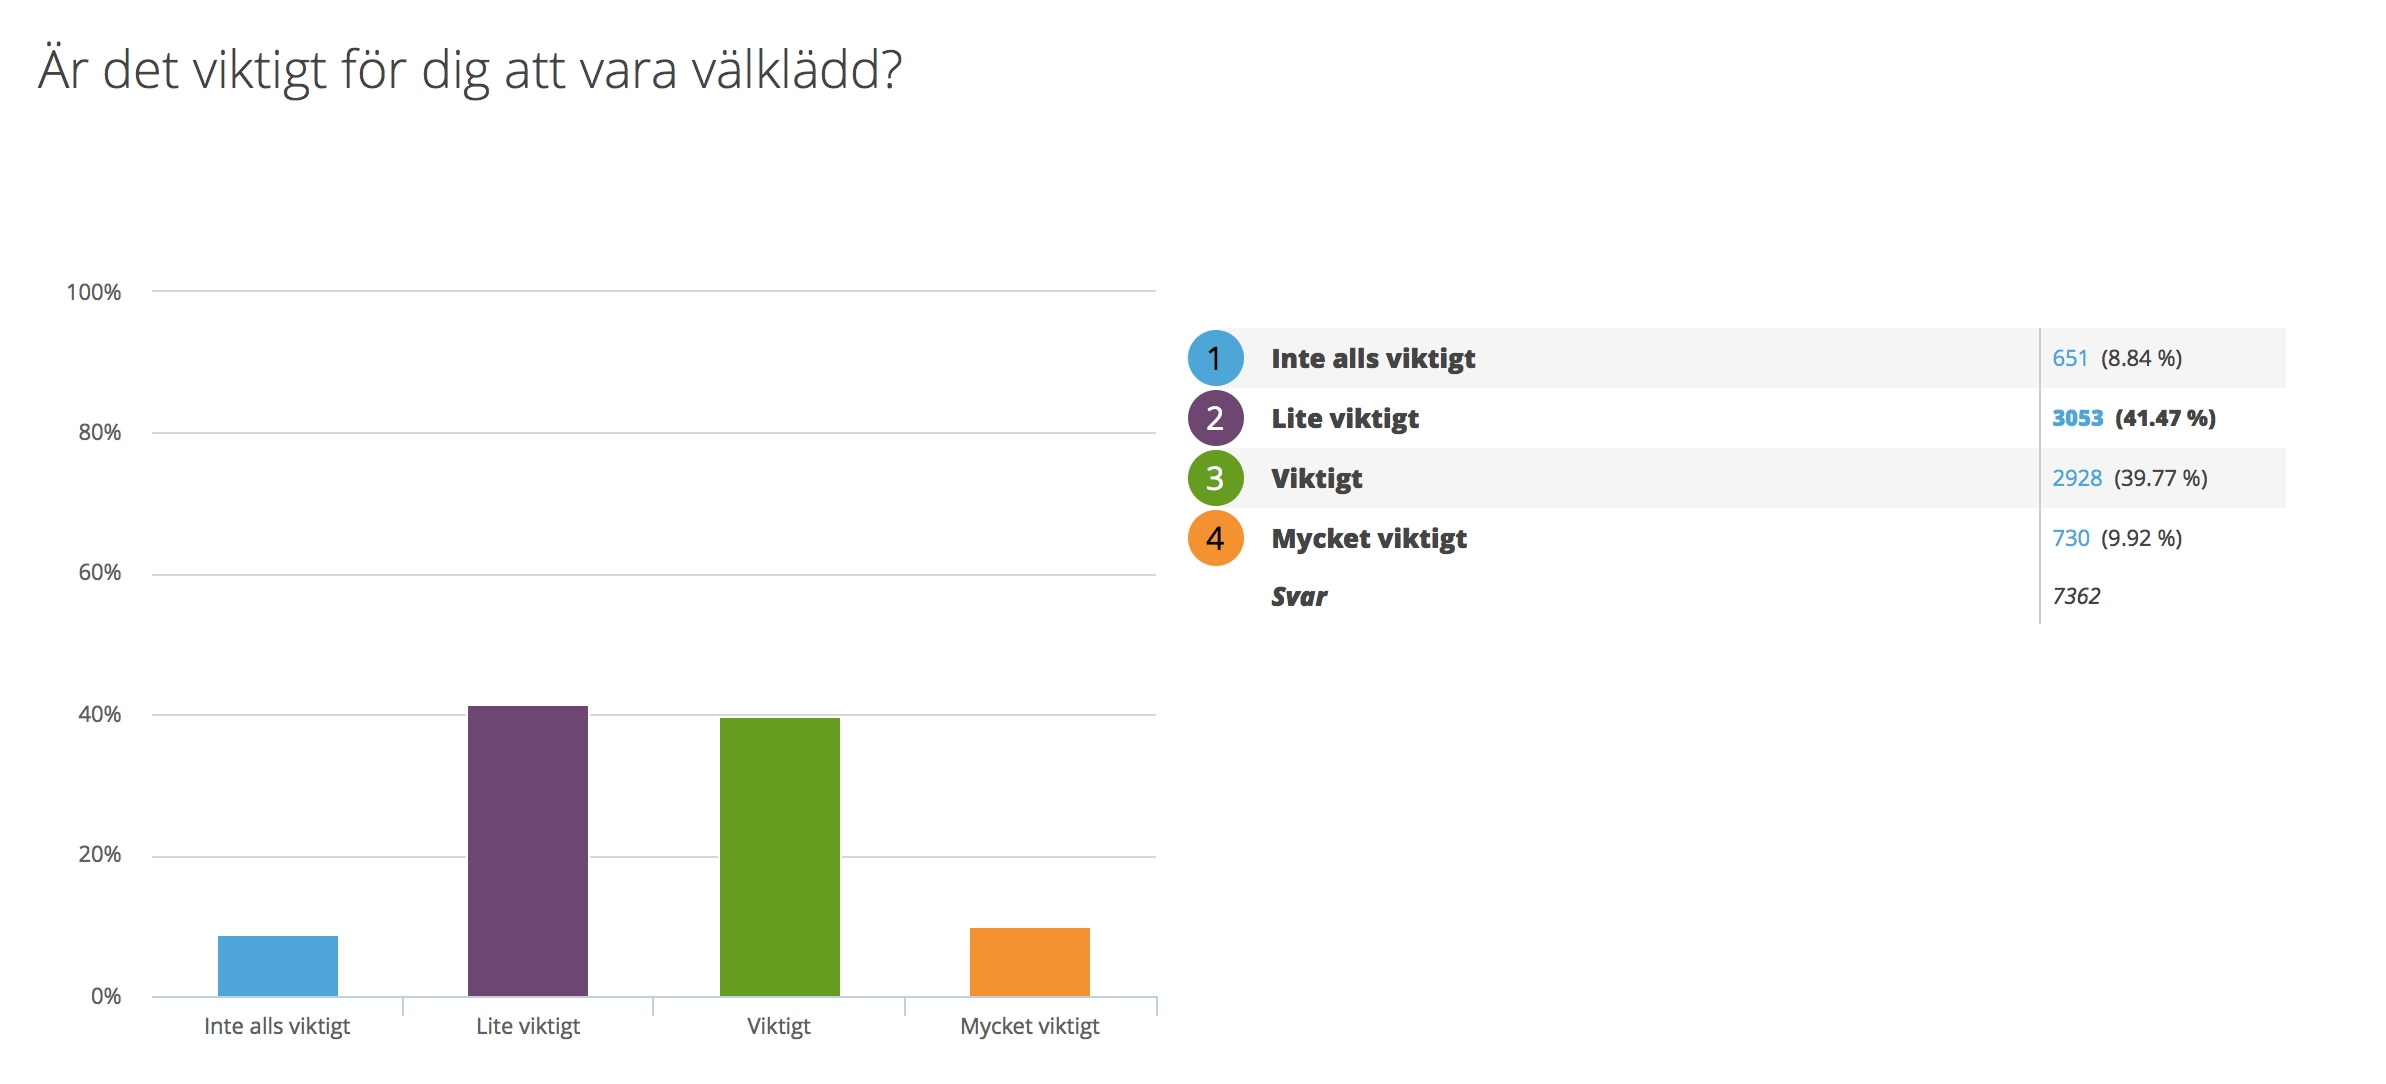 Är det viktigt för dig att vara välklädd?
100%
80%
60%
40%
20%
0%
Inte alls viktigt
Lite viktigt
Viktigt
Mycket viktigt
1 Inte alls viktigt 651 (8.84 %)
2 Lite viktigt 3053 (41.47 %)
3 Viktigt 2928 (39.77 %)
4 Mycket viktigt 730 (9.92 %)
Svar 7362